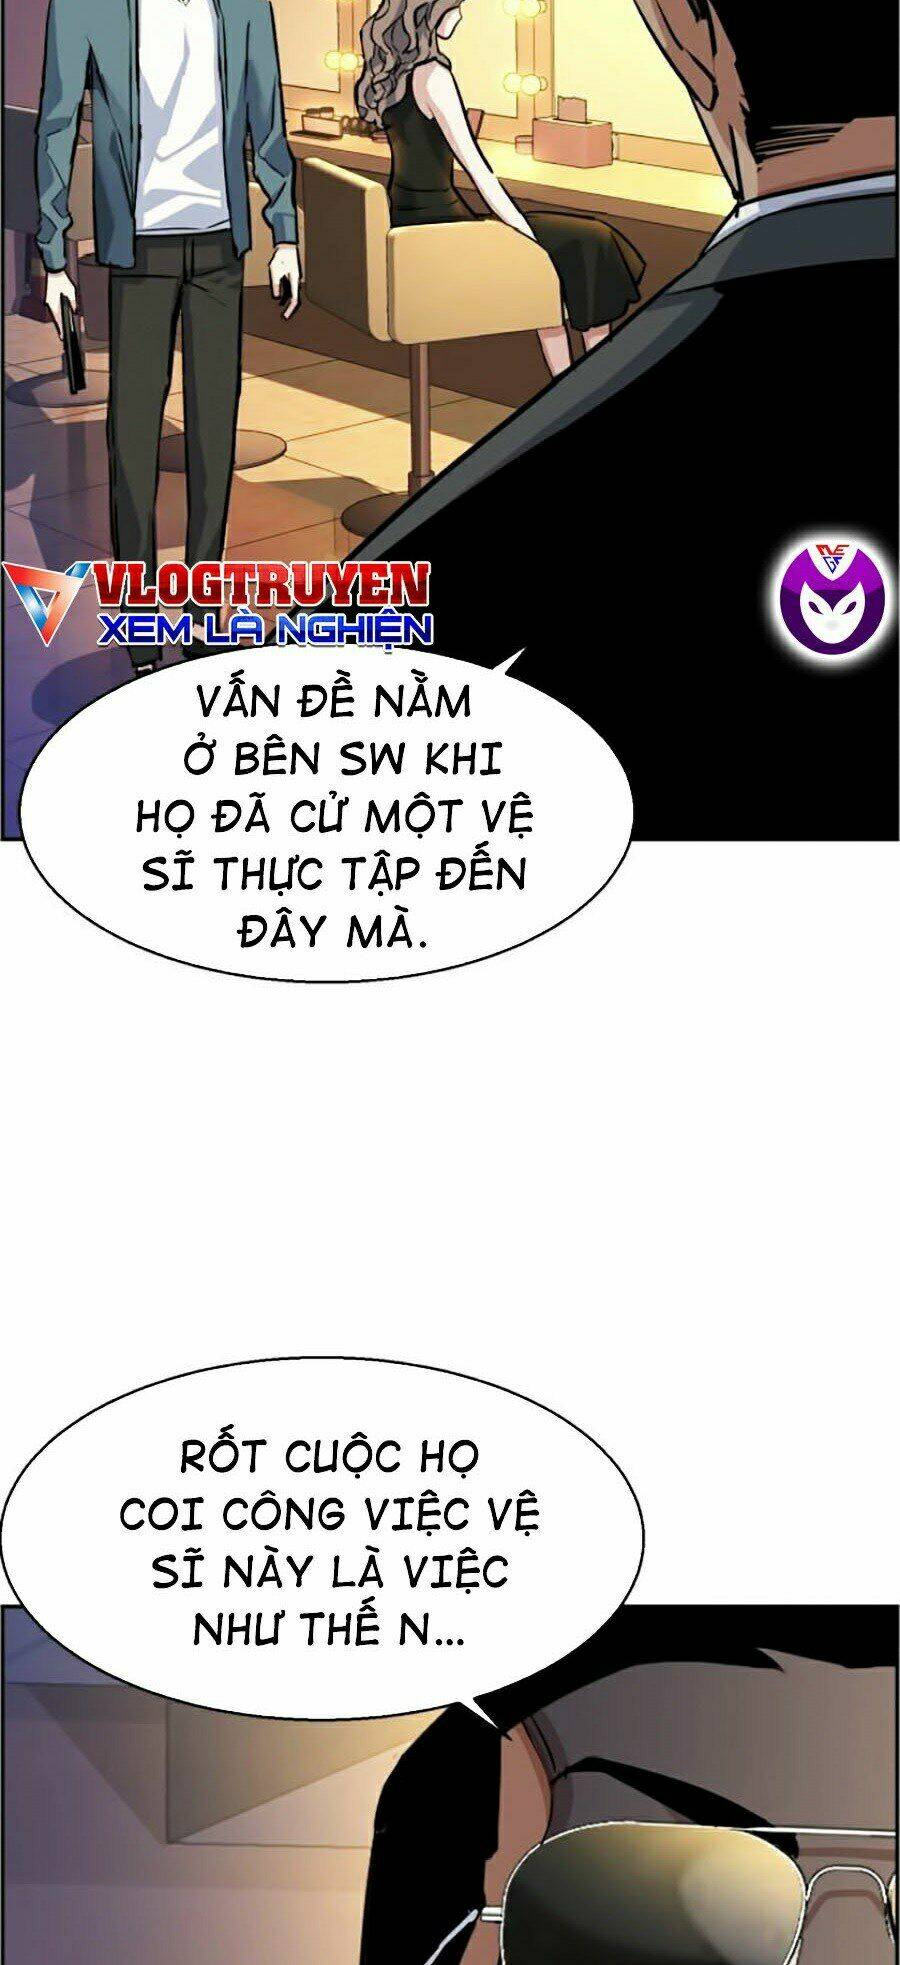 VLOGTRUYEN
XEM LÀ NGHIỆN
VẤN ĐỀ NẰM
Ở BÊN SW KHI
HỌ ĐÃ CỬ MỘT VỆ
SĨ THỰC TẬP ĐẾN
ĐÂY MÀ.
RỐT CUỘC HỌ
COI CÔNG VIỆC VỆ
SĨ NÀY LÀ VIỆC
NHƯ THẾ N...